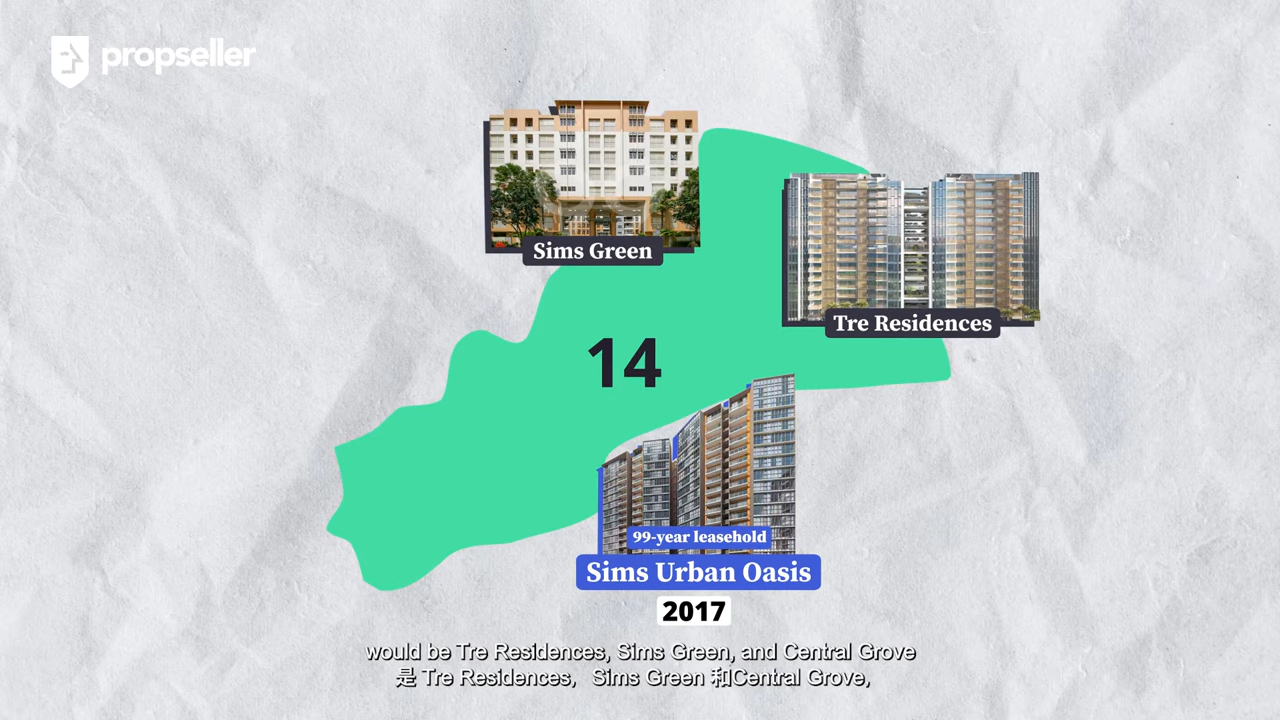 propseller
Sims Green
Tre Residences
14
99-year leasehold
Sims Urban Oasis
2017
would be Tre Residences, Sims Green, and Central Grove
是 Tre Residences, Sims Green 和Central Grove,